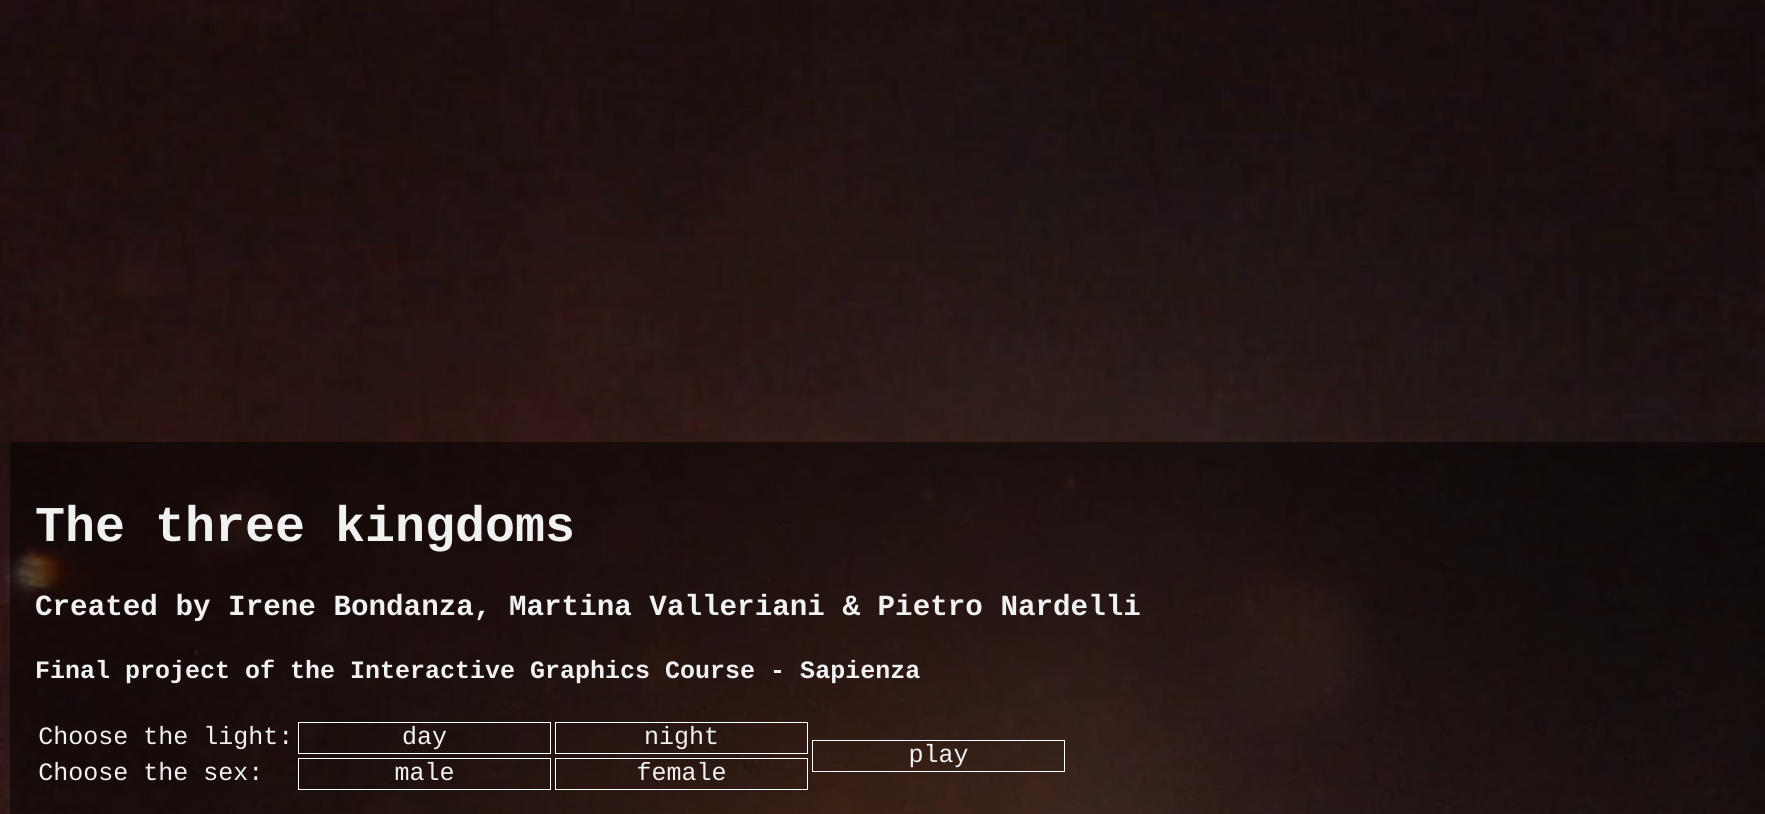 The three kingdoms
Created by Irene Bondanza, Martina Valleriani & Pietro Nardelli
Final project of the Interactive Graphics Course - Sapienza
Choose the light: day night play
Choose the sex: male female